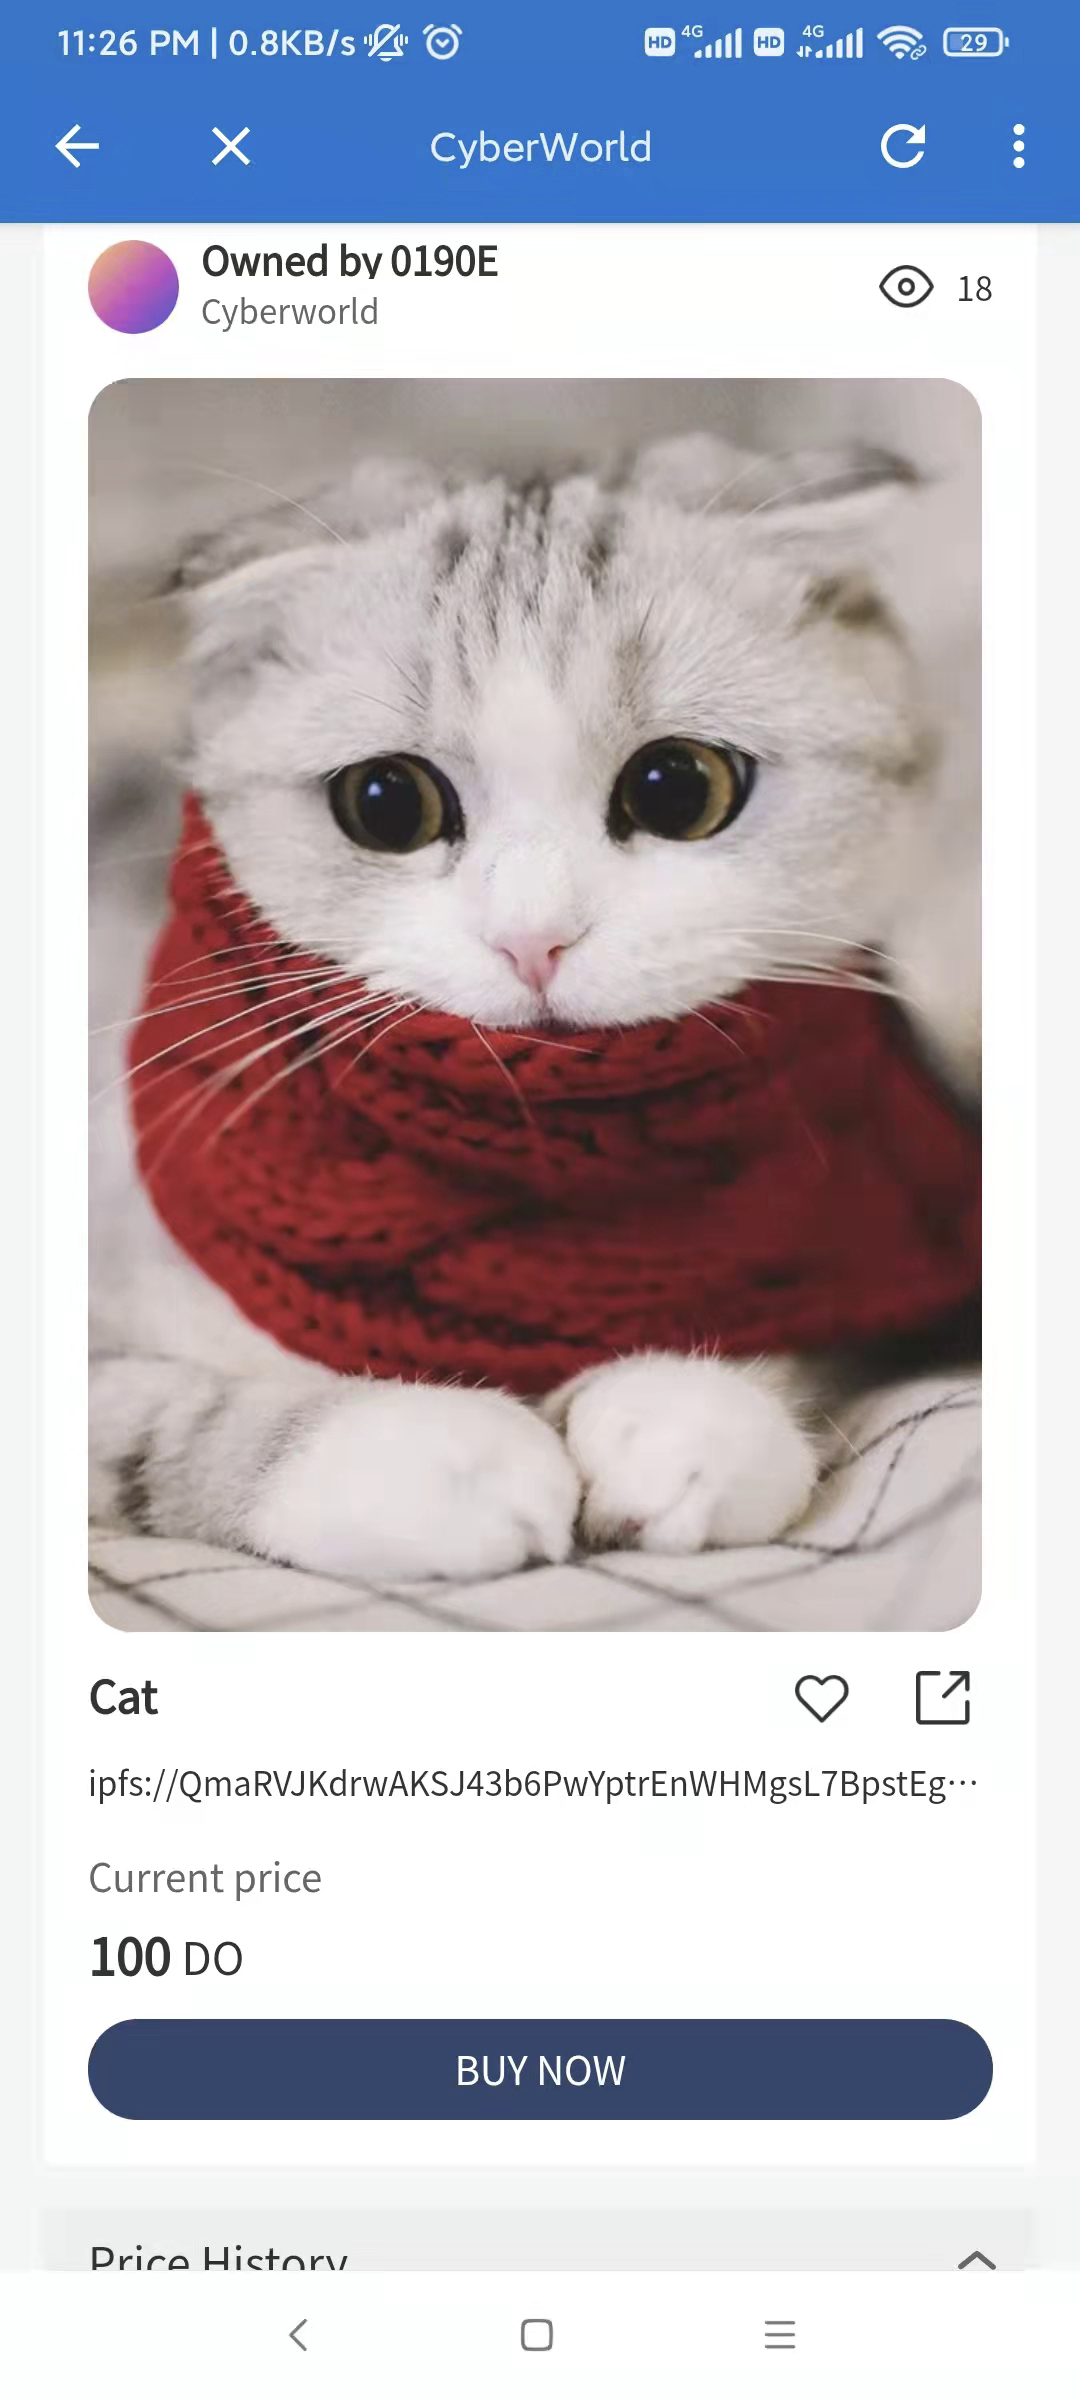 11:26 PM | 0.8KB/s HD 4G HD 4G 29
CyberWorld
Owned by 0190E
Cyberworld
18
Cat
ipfs://QmaRVJKdrwAKSJ43b6PwYptrEnWHMgsL7BpstEg···
Current price
100 DO
BUY NOW
Price History